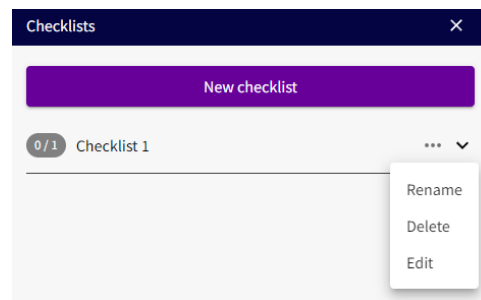 Checklists
New checklist
0/1 Checklist 1
Rename
Delete
Edit